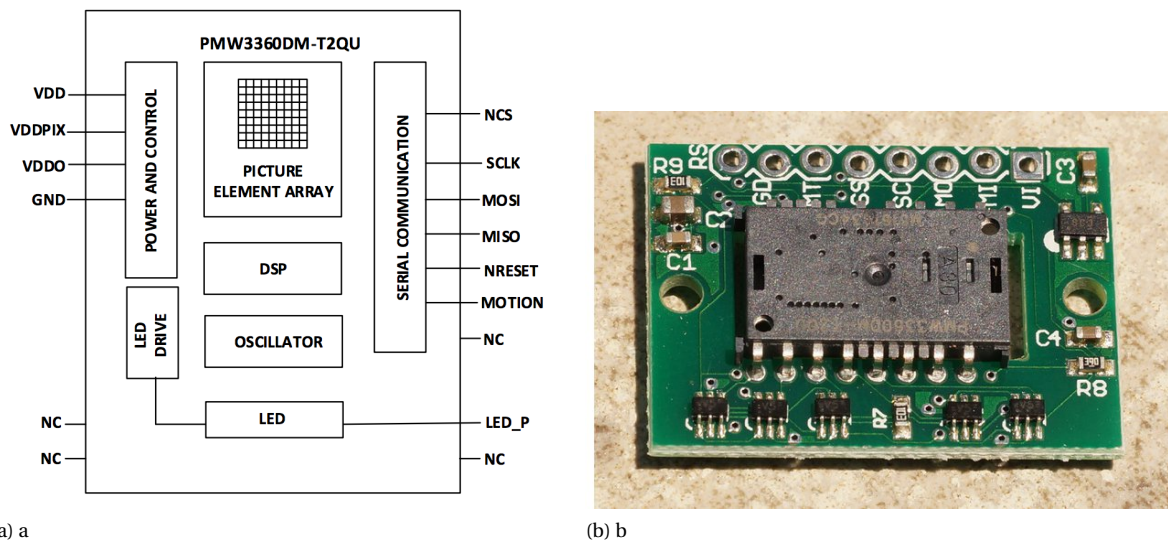 PMW3360DM-T2QU
VDD
VDDPIX
VDDO
GND
POWER AND CONTROL
PICTURE
ELEMENT ARRAY
SERIAL COMMUNICATION
NCS
SCLK
MOSI
MISO
NRESET
MOTION
NC
DSP
LED
DRIVE
OSCILLATOR
LED
NC
LED_P
NC
NC
a) a
RS
GD
MT
SS
SC
MO
MI
VI
R9
C3
C1
C4
R8
R7
(b) b